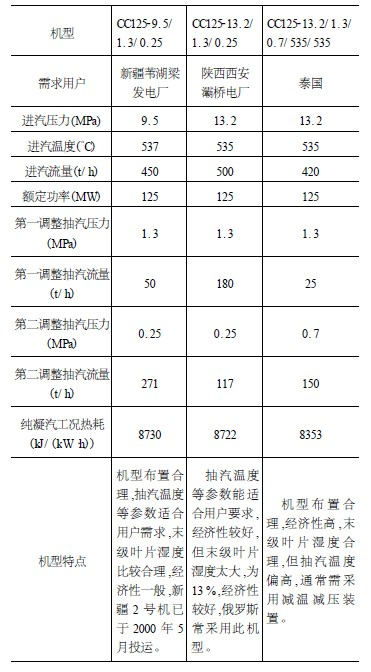 机型
CC125-9.5/
1.3/0.25
CC125-13.2/
1.3/0.25
CC125-13.2/1.3/
0.7/535/535
需求用户
新疆苇湖梁
发电厂
陕西西安
灞桥电厂
泰国
进汽压力(MPa)
9.5
13.2
13.2
进汽温度(℃)
537
535
535
进汽流量(t/h)
450
500
420
额定功率(MW)
125
125
125
第一调整抽汽压力
(MPa)
1.3
1.3
1.3
第一调整抽汽流量
(t/h)
50
180
25
第二调整抽汽压力
(MPa)
0.25
0.25
0.7
第二调整抽汽流量
(t/h)
271
117
150
纯凝汽工况热耗
(kJ/(kW·h))
8730
8722
8353
机型特点
机型布置合
理,抽汽温度
等参数适合
用户需求,末
级叶片湿度
比较合理,经
济性一般,新
疆2号机已
于2000年5
月投运。
抽汽温度
等参数能适
合用户要求,
经济性较好,
但末级叶片
湿度太大,为
13%,经济性
较好,俄罗斯
常采用此机
型。
机型布置合
理,经济性高,末
级叶片湿度合
理,但抽汽温度
偏高,通常需采
用减温减压装
置。